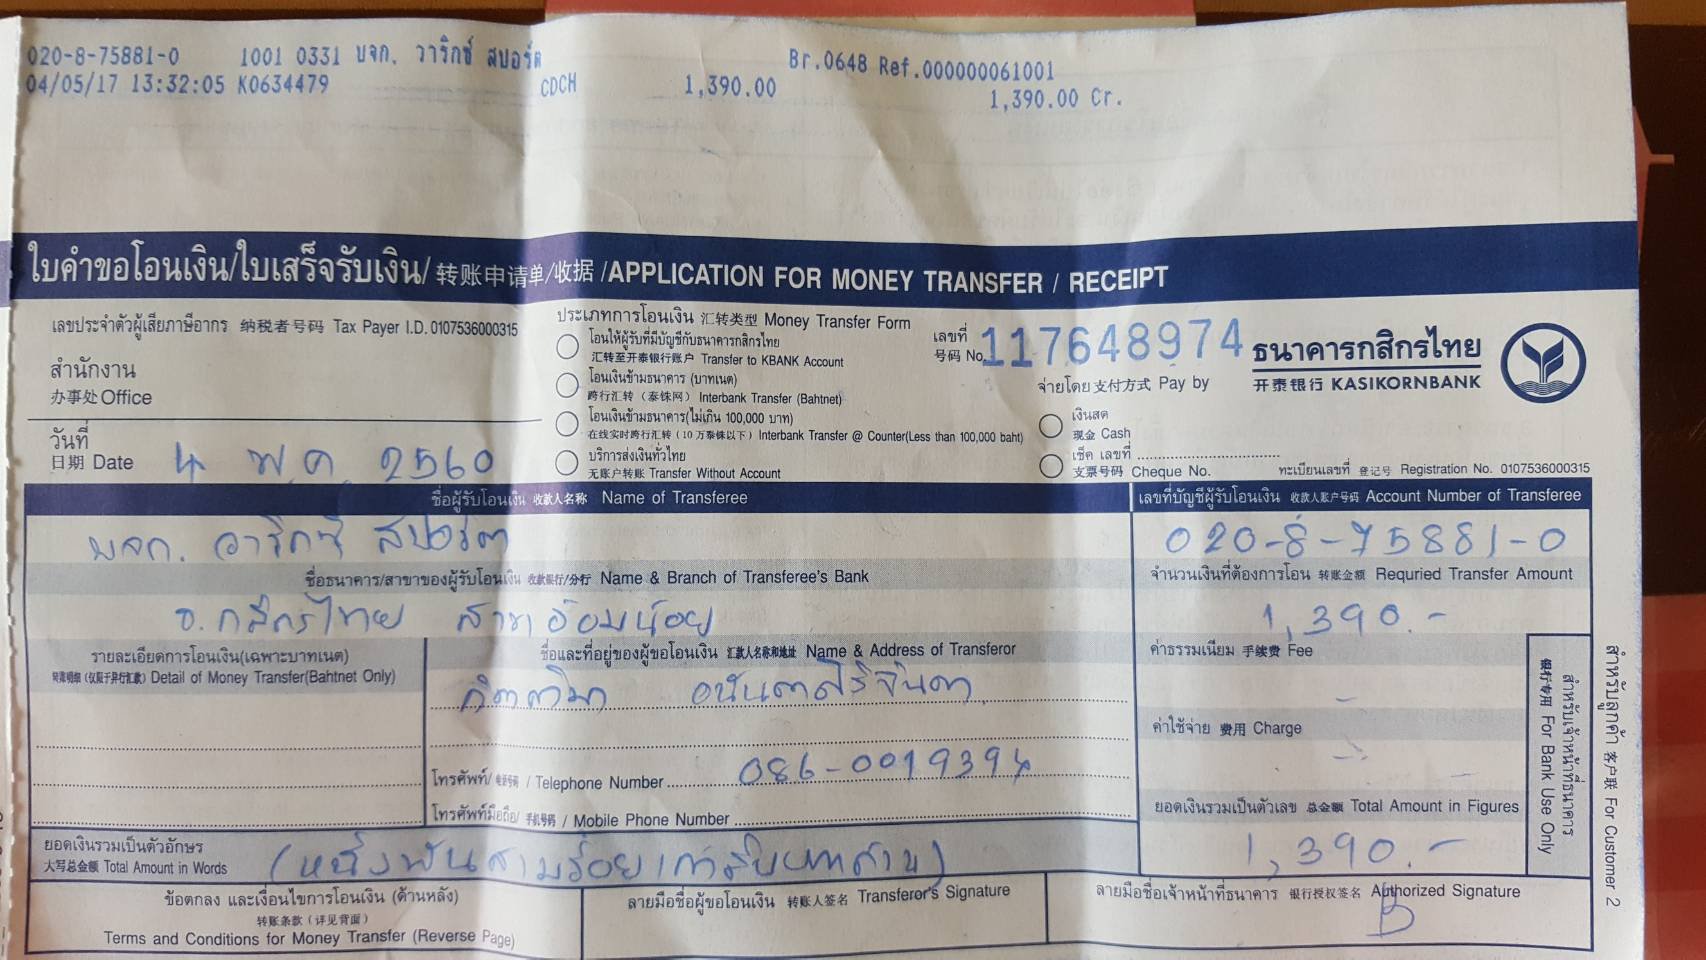 020-8-75881-0 1001 0331 บจก. วาริกซ์ สปอร์ต Br.0648 Ref.000000061001
04/05/17 13:32:05 K0634479 CDCH 1,390.00 1,390.00 Cr.
ใบคำขอโอนเงิน/ใบเสร็จรับเงิน/转账申请单/收据/APPLICATION FOR MONEY TRANSFER / RECEIPT
เลขประจำตัวผู้เสียภาษีอากร 纳税者号码 Tax Payer I.D. 0107536000315
สำนักงาน
办事处 Office
วันที่
日期 Date 4 พ.ค. 2560
ประเภทการโอนเงิน 汇转类型 Money Transfer Form
โอนให้ผู้รับที่มีบัญชีกับธนาคารกสิกรไทย
汇转至开泰银行账户 Transfer to KBANK Account
โอนเงินข้ามธนาคาร (บาทเนต)
跨行汇转（泰铢网）Interbank Transfer (Bahtnet)
โอนเงินข้ามธนาคาร(ไม่เกิน 100,000 บาท)
在线实时跨行汇转（10 万泰铢以下）Interbank Transfer @ Counter(Less than 100,000 baht)
บริการส่งเงินทั่วไทย
无账户转账 Transfer Without Account
เลขที่
号码 No. 117648974
จ่ายโดย 支付方式 Pay by
เงินสด
现金 Cash
เช็ค เลขที่
支票号码 Cheque No.
ธนาคารกสิกรไทย
开泰银行 KASIKORNBANK
ทะเบียนเลขที่ 登记号 Registration No. 0107536000315
ชื่อผู้รับโอนเงิน 收款人名称 Name of Transferee
เลขที่บัญชีผู้รับโอนเงิน 收款人账户号码 Account Number of Transferee
บจก. วาริกซ์ สปอร์ต
020-8-75881-0
ชื่อธนาคาร/สาขาของผู้รับโอนเงิน 收款银行/分行 Name & Branch of Transferee's Bank
จำนวนเงินที่ต้องการโอน 转账金额 Requried Transfer Amount
ธ.กสิกรไทย สาขาอ้อมน้อย
1,390.-
รายละเอียดการโอนเงิน(เฉพาะบาทเนต)
转账明细 (仅限于异行汇款) Detail of Money Transfer(Bahtnet Only)
ชื่อและที่อยู่ของผู้ขอโอนเงิน 汇款人名称和地址 Name & Address of Transferor
อนันตศิริจินดา
โทรศัพท์/电话号码 / Telephone Number 086-0019394
โทรศัพท์มือถือ/ 手机号码 / Mobile Phone Number
ค่าธรรมเนียม 手续费 Fee
-
ค่าใช้จ่าย 费用 Charge
-
ยอดเงินรวมเป็นตัวเลข 总金额 Total Amount in Figures
1,390.-
สำหรับเจ้าหน้าที่ธนาคาร
银行专用 For Bank Use Only
สำหรับลูกค้า 客户联 For Customer 2
ยอดเงินรวมเป็นตัวอักษร
大写总金额 Total Amount in Words (หนึ่งพันสามร้อยเก้าสิบบาทถ้วน)
ข้อตกลง และเงื่อนไขการโอนเงิน (ด้านหลัง)
转账条款（详见背面）
Terms and Conditions for Money Transfer (Reverse Page)
ลายมือชื่อผู้ขอโอนเงิน 转账人签名 Transferor's Signature
ลายมือชื่อเจ้าหน้าที่ธนาคาร 银行授权签名 Authorized Signature